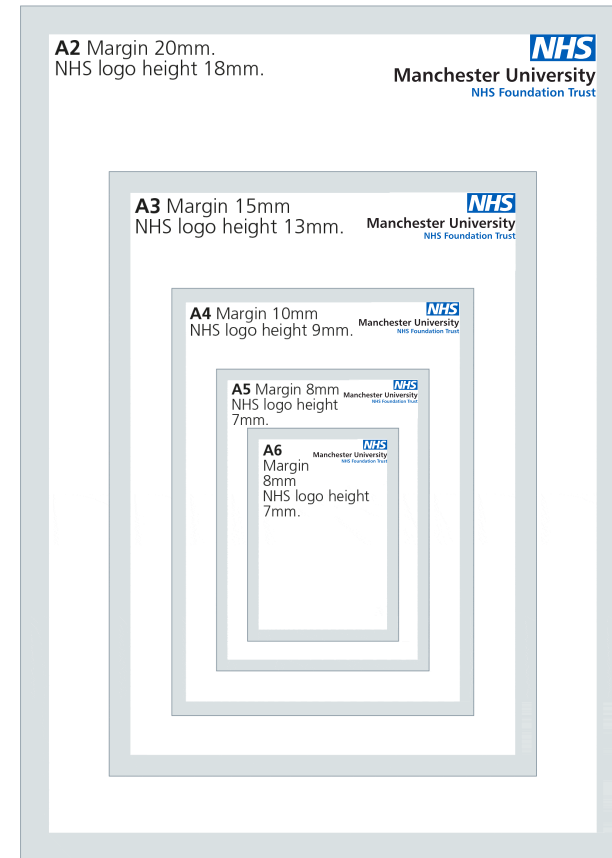 A2 Margin 20mm.
NHS logo height 18mm.
NHS
Manchester University
NHS Foundation Trust
A3 Margin 15mm
NHS logo height 13mm.
NHS
Manchester University
NHS Foundation Trust
A4 Margin 10mm
NHS logo height 9mm.
NHS
Manchester University
NHS Foundation Trust
A5 Margin 8mm
NHS logo height
7mm.
NHS
Manchester University
NHS Foundation Trust
A6
Margin
8mm
NHS logo height
7mm.
NHS
Manchester University
NHS Foundation Trust